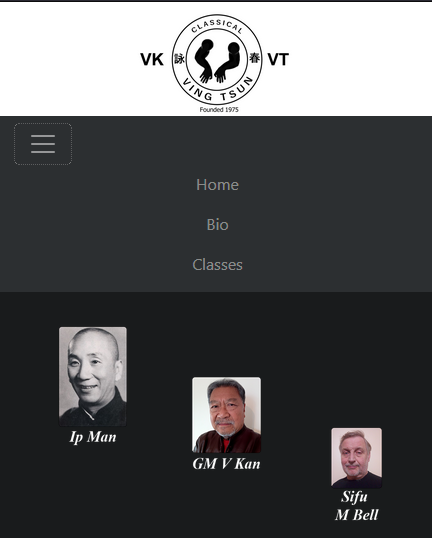 CLASSICAL
VK 詠 春 VT
VING TSUN
Founded 1975
Home
Bio
Classes
Ip Man
GM V Kan
Sifu
M Bell